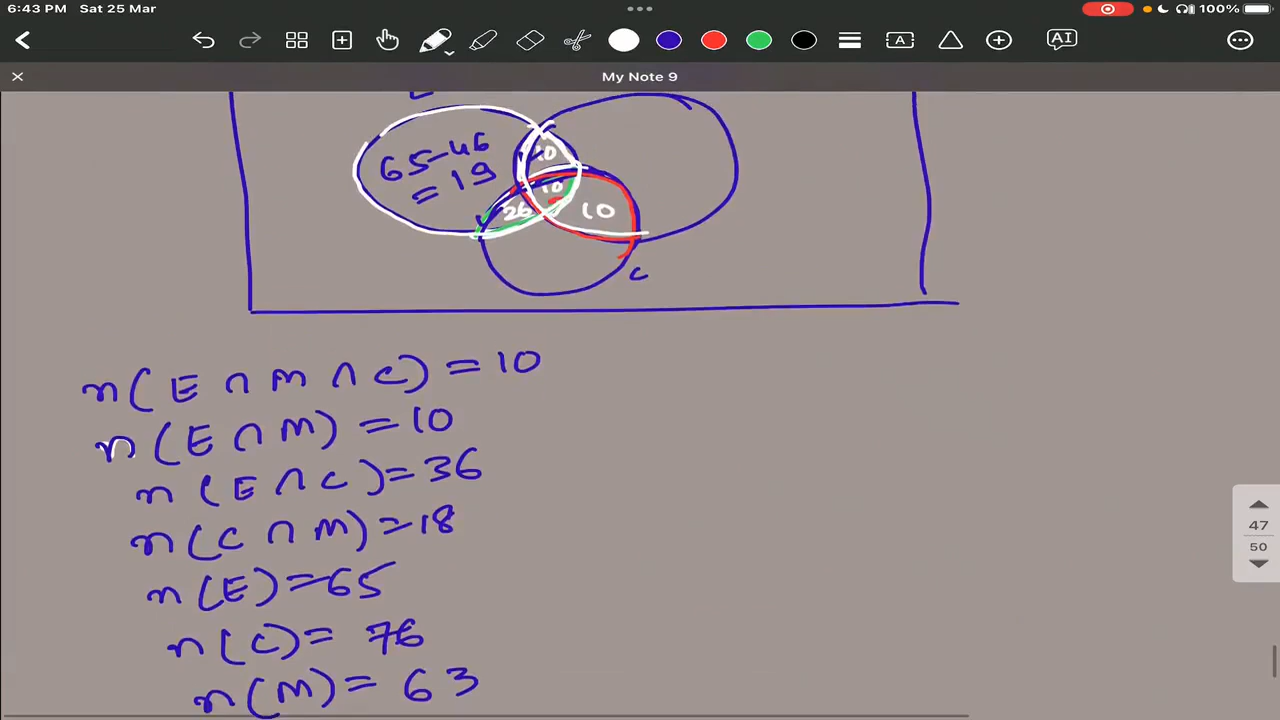 6:43 PM Sat 25 Mar
100%
A
AI
My Note 9
65-46
= 19
10
10
26
10
C
n(E ∩ M ∩ C) = 10
n(E ∩ M) = 10
n(E ∩ C) = 36
n(C ∩ M) = 18
n(E) = 65
n(C) = 76
n(M) = 63
47
50